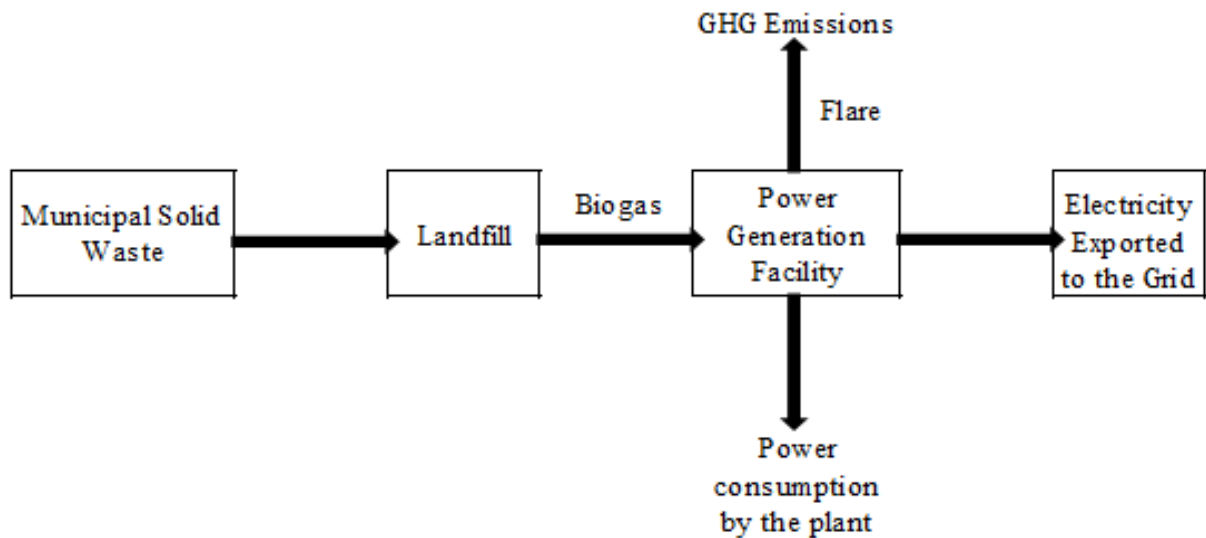 GHG Emissions
Flare
Municipal Solid
Waste
Landfill
Biogas
Power
Generation
Facility
Electricity
Exported
to the Grid
Power
consumption
by the plant